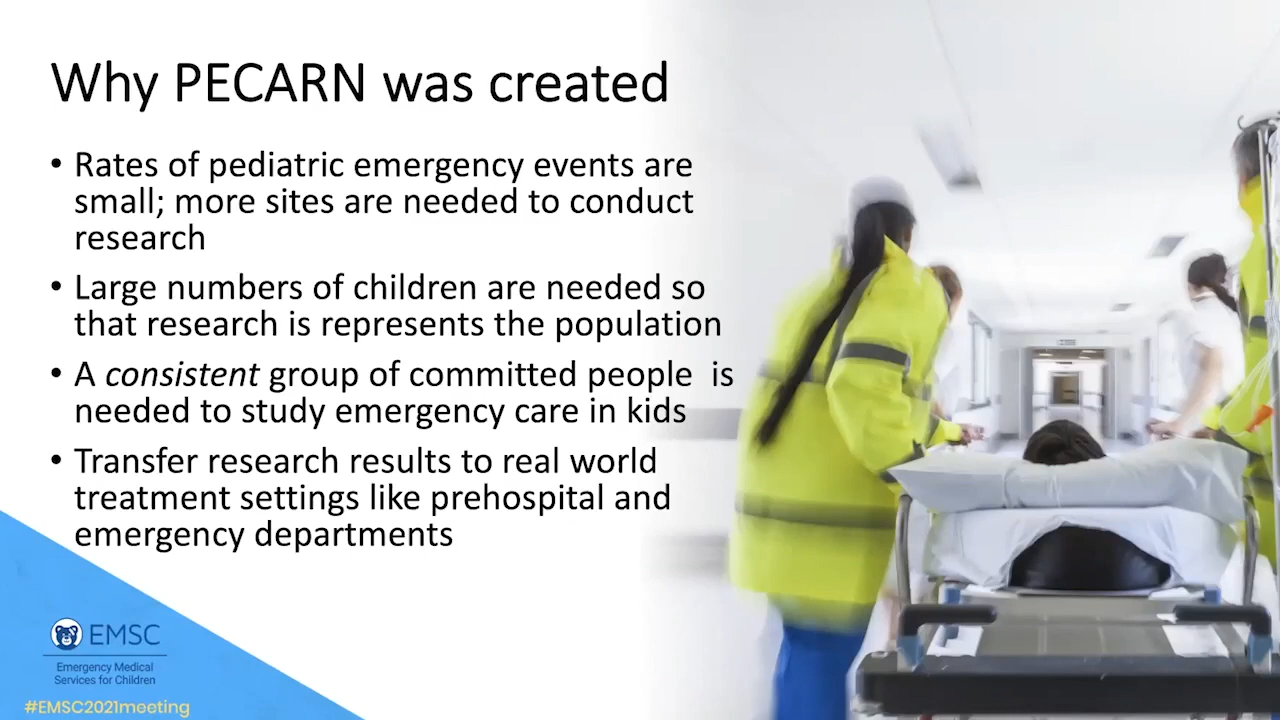 Why PECARN was created
• Rates of pediatric emergency events are
small; more sites are needed to conduct
research
• Large numbers of children are needed so
that research is represents the population
• A consistent group of committed people  is
needed to study emergency care in kids
• Transfer research results to real world
treatment settings like prehospital and
emergency departments
EMSC
Emergency Medical
Services for Children
#EMSC2021meeting